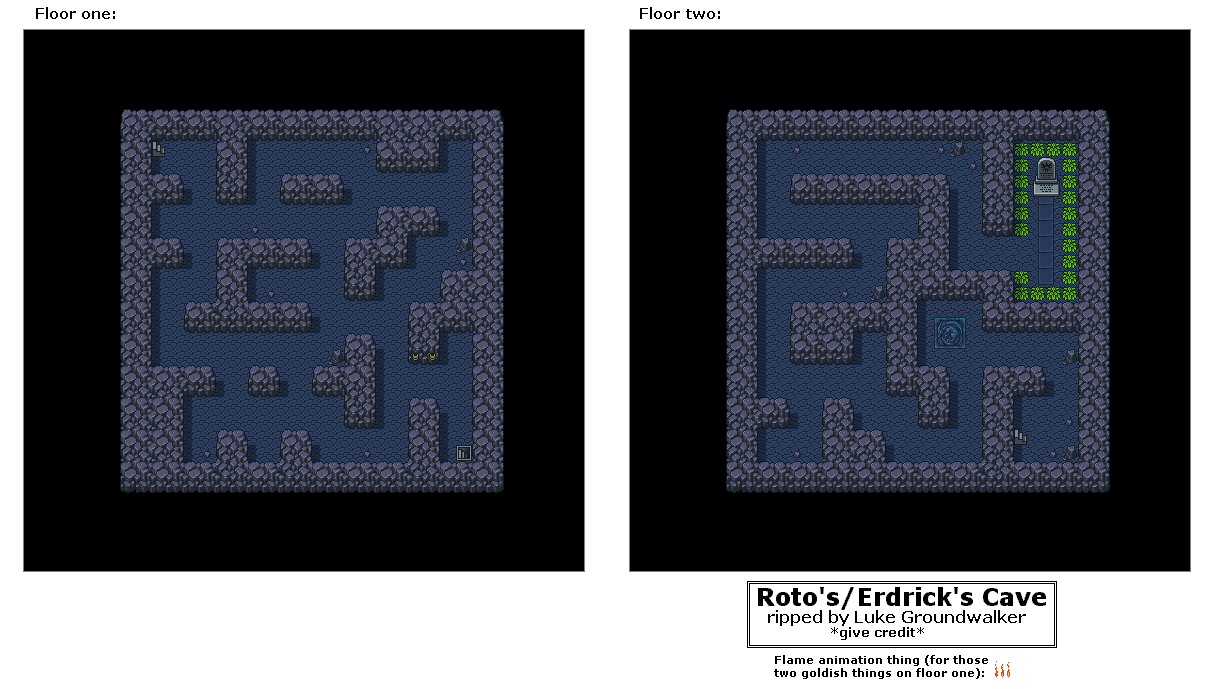 Floor one:
Floor two:
Roto's/Erdrick's Cave
ripped by Luke Groundwalker
*give credit*
Flame animation thing (for those
two goldish things on floor one):